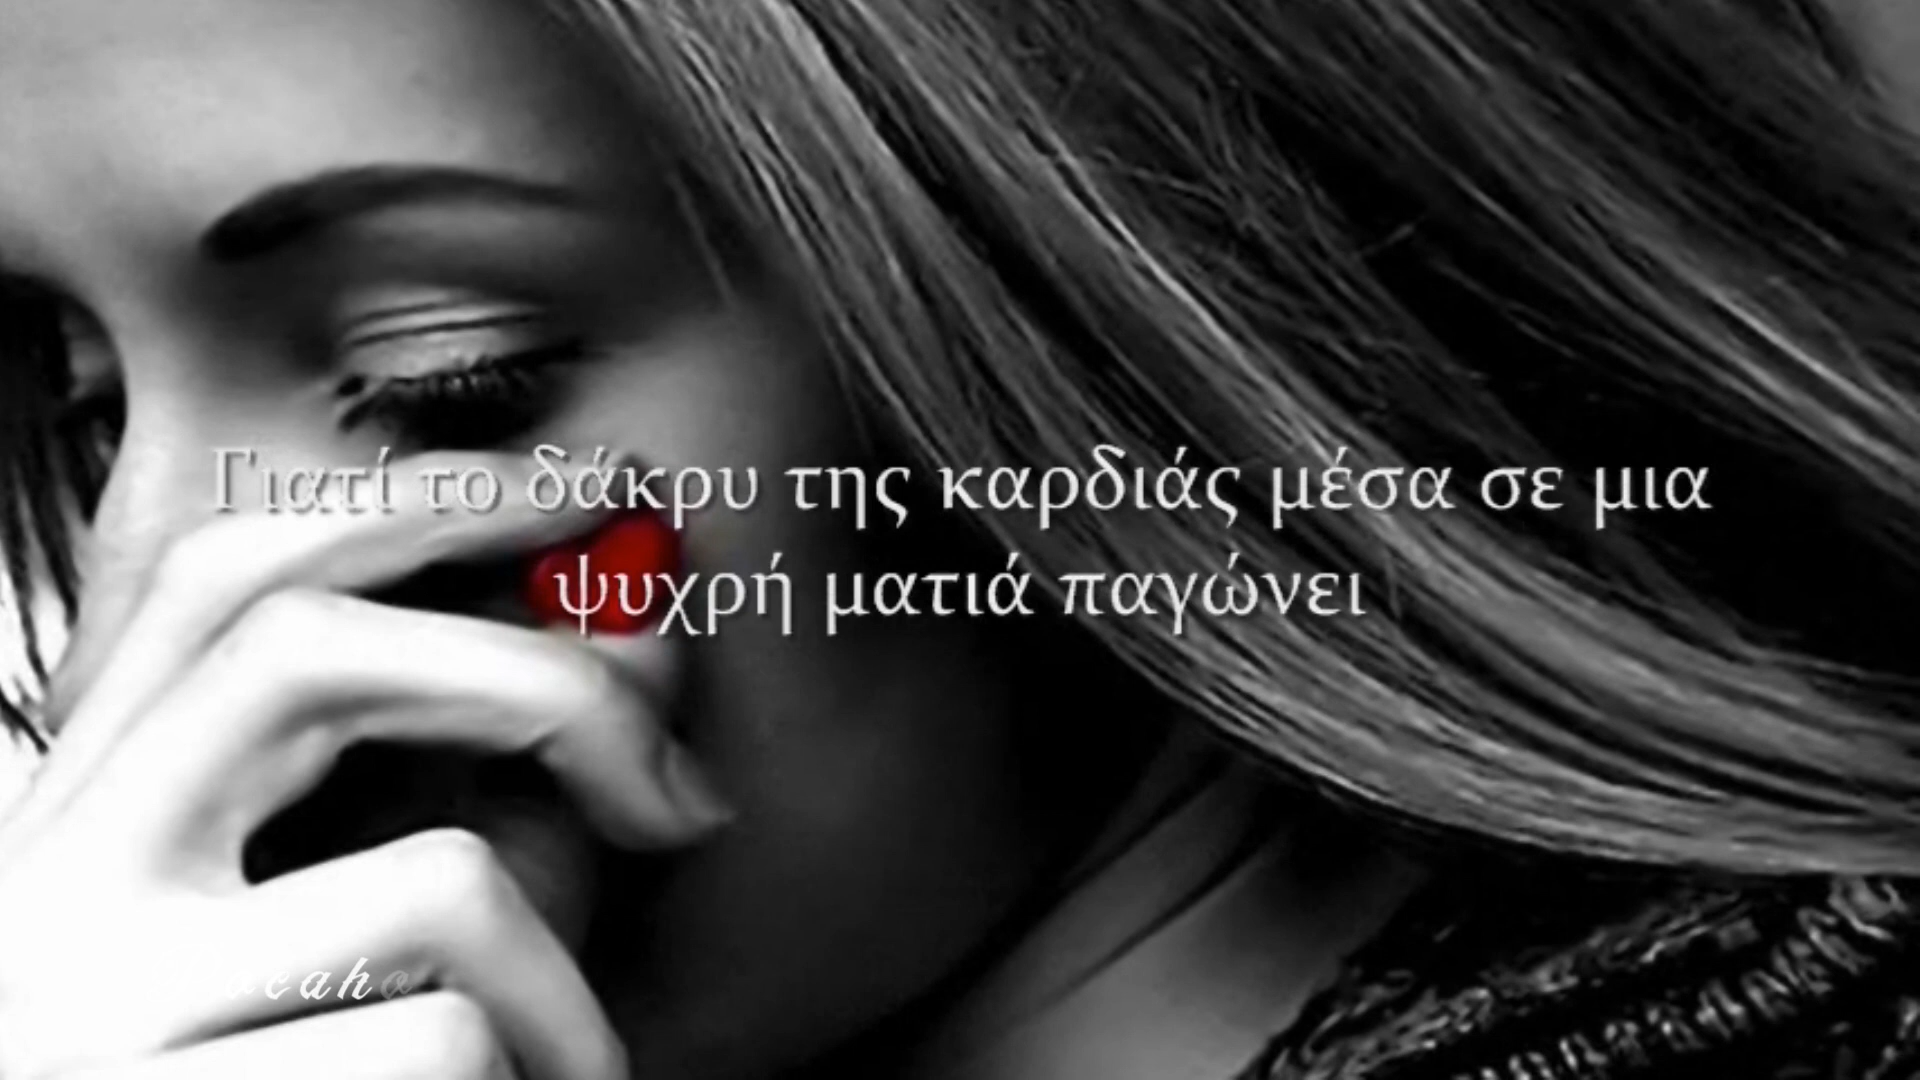 Γιατί το δάκρυ της καρδιάς μέσα σε μια
ψυχρή ματιά παγώνει